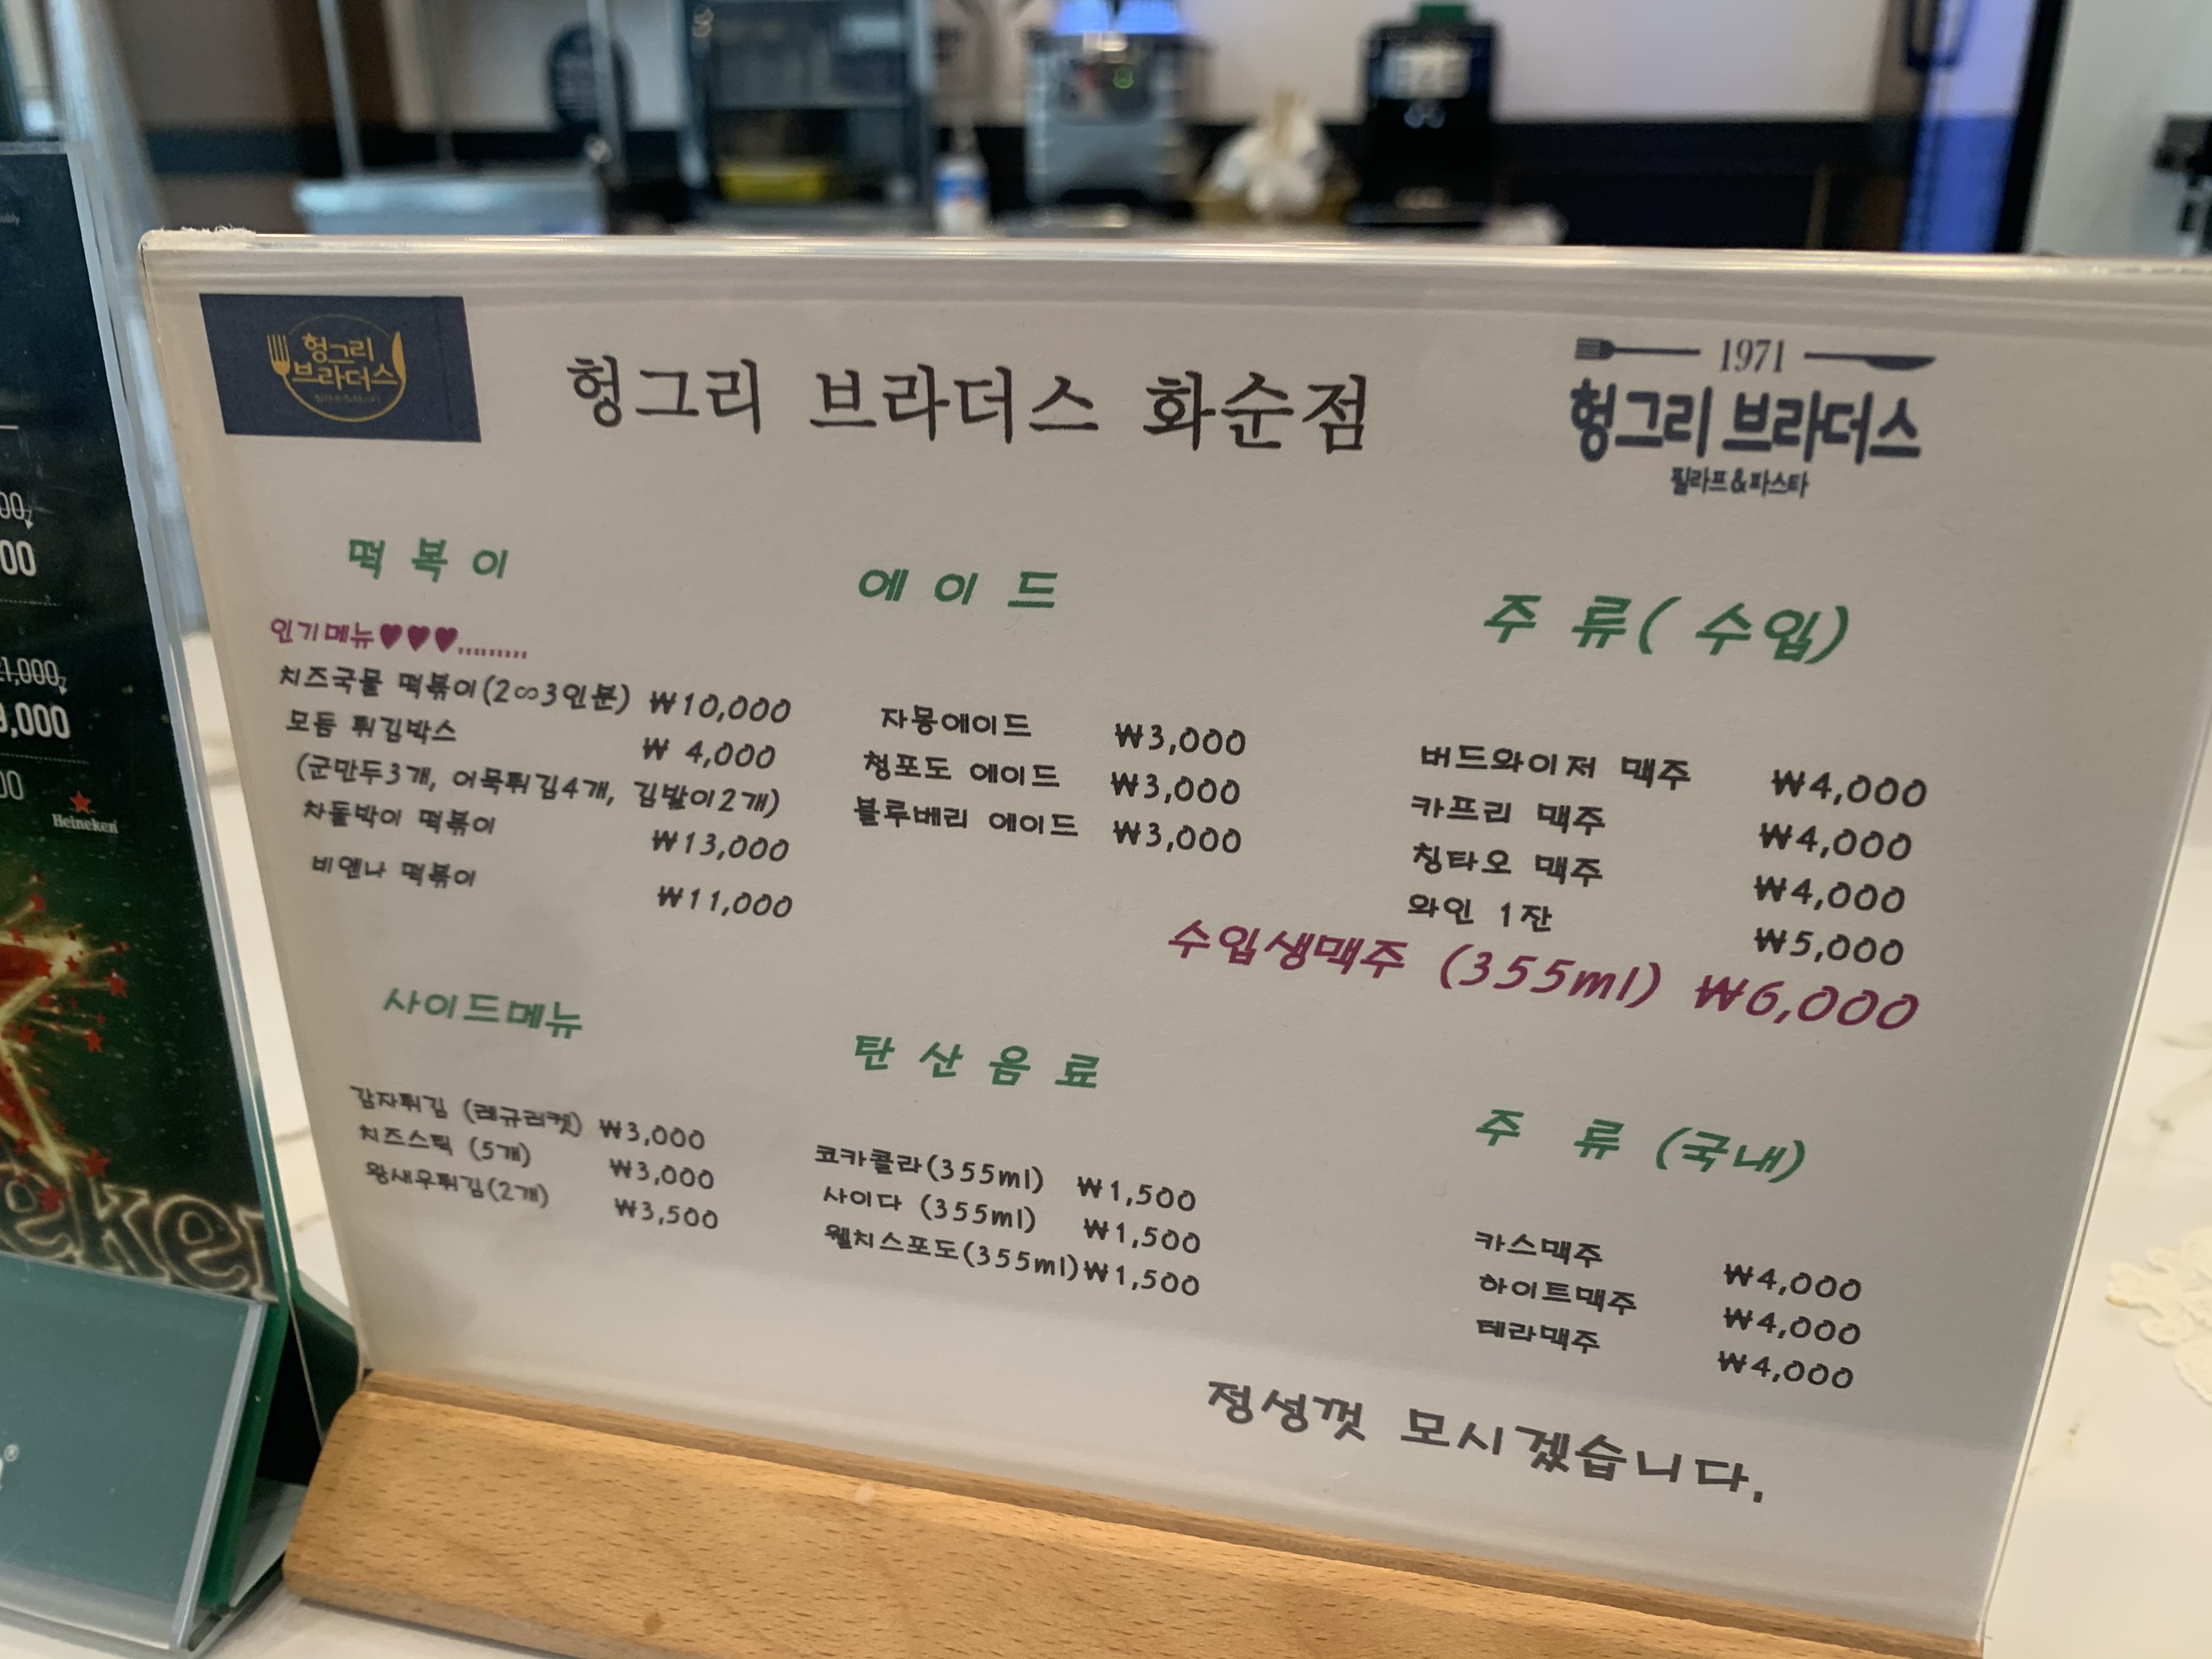 헝그리
브라더스
헝그리 브라더스 화순점
1971
헝그리 브라더스
필라프&파스타
떡 볶 이
인기메뉴♥♥♥.........
치즈국물 떡볶이(2∽3인분) ₩10,000
모듬 튀김박스 ₩ 4,000
(군만두3개, 어묵튀김4개, 김말이2개)
차돌박이 떡볶이 ₩13,000
비엔나 떡볶이 ₩11,000
에 이 드
자몽에이드 ₩3,000
청포도 에이드 ₩3,000
블루베리 에이드 ₩3,000
주 류( 수입)
버드와이저 맥주 ₩4,000
카프리 맥주 ₩4,000
칭타오 맥주 ₩4,000
와인 1잔 ₩5,000
수입생맥주 (355ml) ₩6,000
사이드메뉴
감자튀김 (레규러컷) ₩3,000
치즈스틱 (5개) ₩3,000
왕새우튀김(2개) ₩3,500
탄 산 음 료
코카콜라(355ml) ₩1,500
사이다 (355ml) ₩1,500
웰치스포도(355ml)₩1,500
주 류 (국내)
카스맥주 ₩4,000
하이트맥주 ₩4,000
테라맥주 ₩4,000
정성껏 모시겠습니다.
Heineken